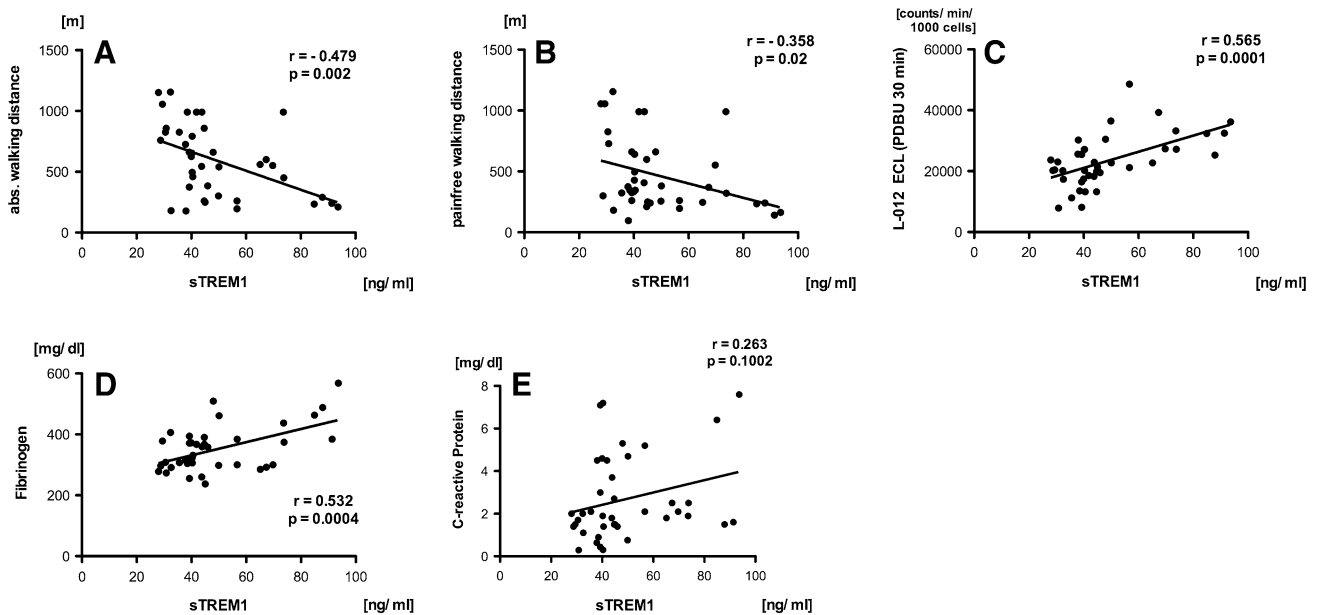 [m]
A
r = - 0.479
p = 0.002
abs. walking distance
1500
1000
500
0
0 20 40 60 80 100
sTREM1 [ng/ ml]
[m]
B
r = - 0.358
p = 0.02
painfree walking distance
1500
1000
500
0
0 20 40 60 80 100
sTREM1 [ng/ ml]
[counts/ min/
1000 cells]
C
r = 0.565
p = 0.0001
L-012 ECL (PDBU 30 min)
60000
40000
20000
0
0 20 40 60 80 100
sTREM1 [ng/ ml]
[mg/ dl]
D
Fibrinogen
600
400
200
0
r = 0.532
p = 0.0004
0 20 40 60 80 100
sTREM1 [ng/ ml]
[mg/ dl]
E
r = 0.263
p = 0.1002
C-reactive Protein
8
6
4
2
0
0 20 40 60 80 100
sTREM1 [ng/ ml]